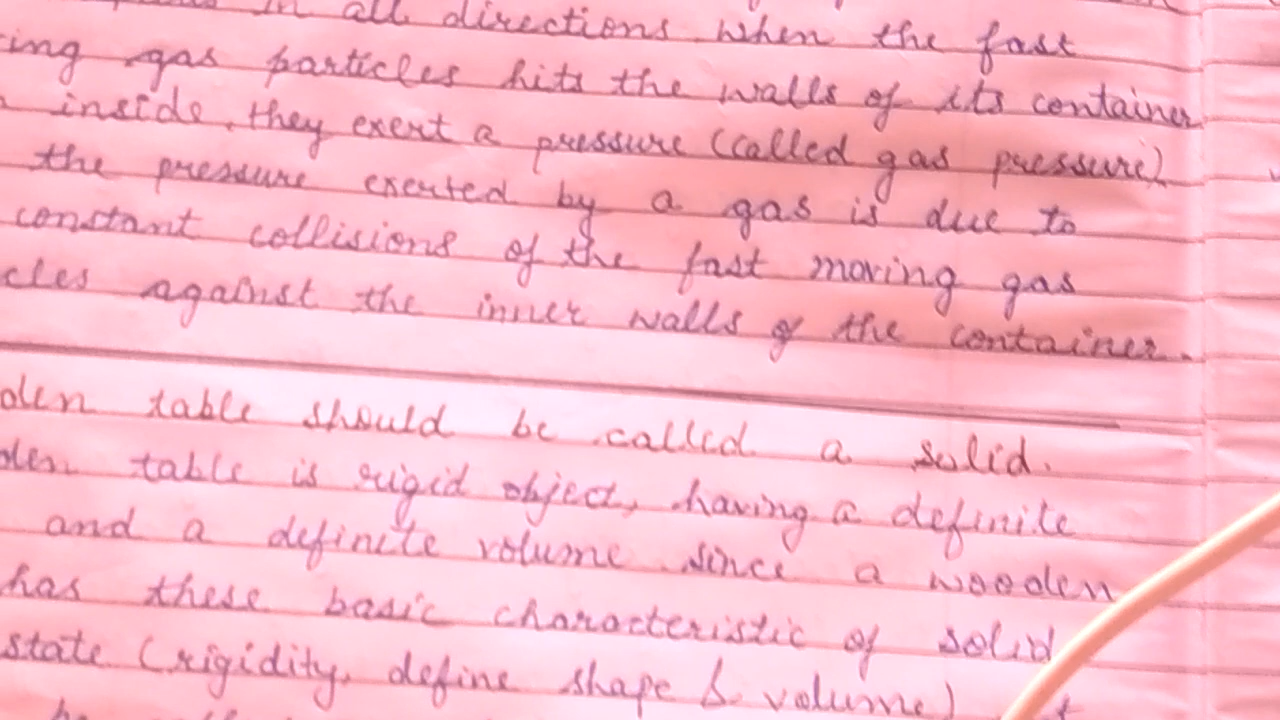 in all directions when the fast
ing gas particles hits the walls of its container
inside, they exert a pressure (called gas pressure)
the pressure exerted by a gas is due to
constant collisions of the fast moving gas
cles against the inner walls of the container.
den table should be called a solid.
den table is rigid object, having a definite
and a definite volume since a wooden
has these basic characteristic of solid
state (rigidity, define shape & volume)